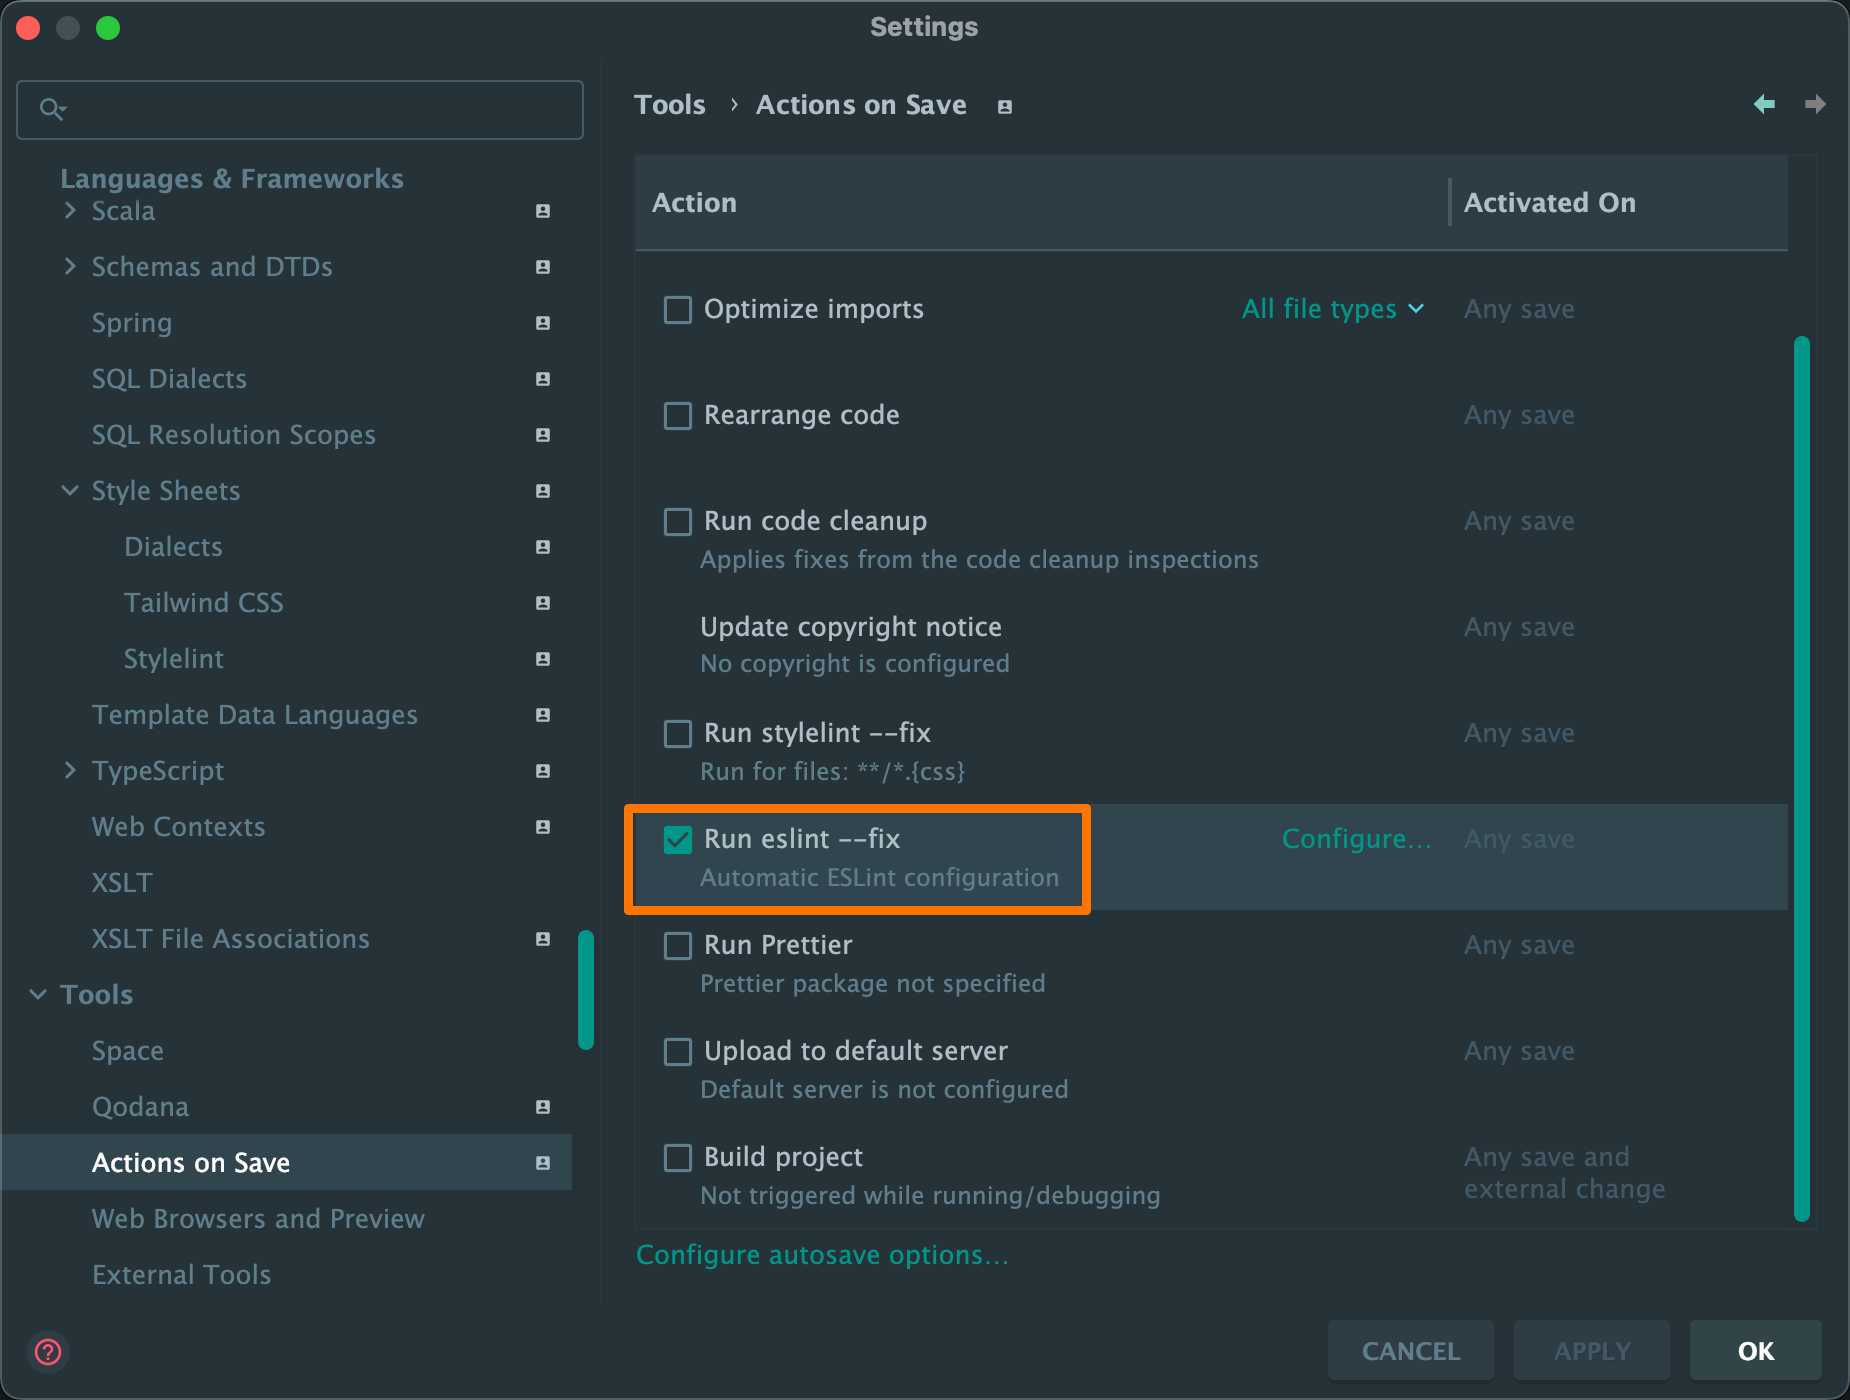 Settings
Languages & Frameworks
Scala
Schemas and DTDs
Spring
SQL Dialects
SQL Resolution Scopes
Style Sheets
Dialects
Tailwind CSS
Stylelint
Template Data Languages
TypeScript
Web Contexts
XSLT
XSLT File Associations
Tools
Space
Qodana
Actions on Save
Web Browsers and Preview
External Tools
Tools › Actions on Save
Action Activated On
Optimize imports All file types Any save
Rearrange code Any save
Run code cleanup Any save
Applies fixes from the code cleanup inspections
Update copyright notice Any save
No copyright is configured
Run stylelint --fix Any save
Run for files: **/*.{css}
Run eslint --fix Configure... Any save
Automatic ESLint configuration
Run Prettier Any save
Prettier package not specified
Upload to default server Any save
Default server is not configured
Build project Any save and
Not triggered while running/debugging external change
Configure autosave options...
? CANCEL APPLY OK